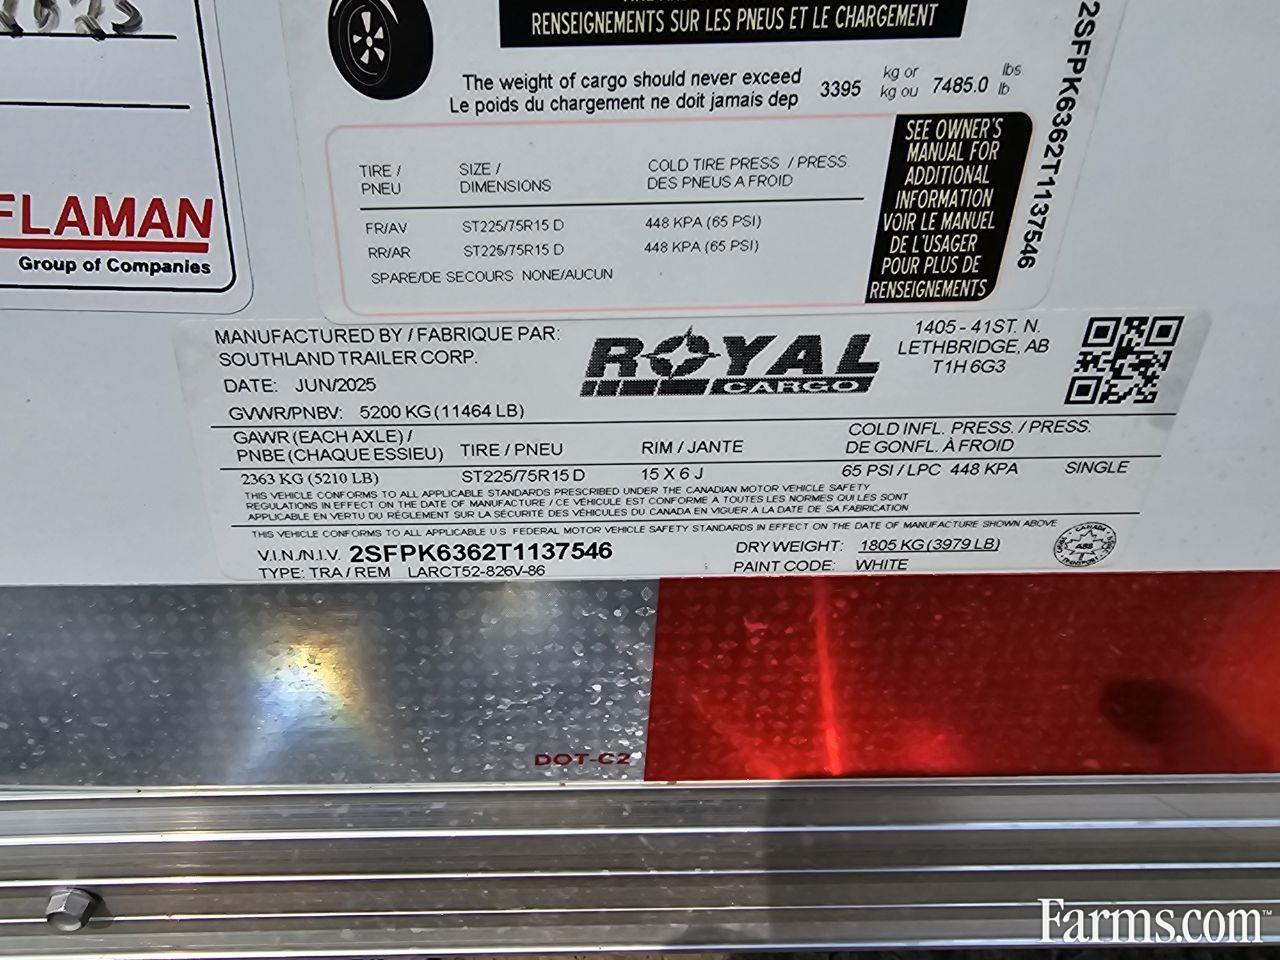 RENSEIGNEMENTS SUR LES PNEUS ET LE CHARGEMENT
The weight of cargo should never exceed
Le poids du chargement ne doit jamais dep
3395 kg or 7485.0 lbs
kg ou lb
TIRE / SIZE / COLD TIRE PRESS. / PRESS
PNEU DIMENSIONS DES PNEUS A FROID
FR/AV ST225/75R15 D 448 KPA (65 PSI)
RR/AR ST225/75R15 D 448 KPA (65 PSI)
SPARE/DE SECOURS NONE/AUCUN
SEE OWNER'S
MANUAL FOR
ADDITIONAL
INFORMATION
VOIR LE MANUEL
DE L'USAGER
POUR PLUS DE
RENSEIGNEMENTS
2SFPK6362T1137546
FLAMAN
Group of Companies
MANUFACTURED BY / FABRIQUE PAR:
SOUTHLAND TRAILER CORP.
DATE: JUN/2025
ROYAL
CARGO
1405 - 41ST. N.
LETHBRIDGE, AB
T1H 6G3
GVWR/PNBV: 5200 KG (11464 LB)
GAWR (EACH AXLE) / COLD INFL. PRESS. / PRESS.
PNBE (CHAQUE ESSIEU) TIRE / PNEU RIM / JANTE DE GONFL. À FROID
2363 KG (5210 LB) ST225/75R15 D 15 X 6 J 65 PSI / LPC 448 KPA SINGLE
THIS VEHICLE CONFORMS TO ALL APPLICABLE STANDARDS PRESCRIBED UNDER THE CANADIAN MOTOR VEHICLE SAFETY
REGULATIONS IN EFFECT ON THE DATE OF MANUFACTURE / CE VÉHICULE EST CONFORME A TOUTES LES NORMES QUI LES SONT
APPLICABLE EN VERTU DU RÈGLEMENT SUR LA SÉCURITÉ DES VÉHICULES DU CANADA EN VIGUER À LA DATE DE SA FABRICATION
THIS VEHICLE CONFORMS TO ALL APPLICABLE U.S FEDERAL MOTOR VEHICLE SAFETY STANDARDS IN EFFECT ON THE DATE OF MANUFACTURE SHOWN ABOVE
V.I.N./N.I.V. 2SFPK6362T1137546 DRY WEIGHT: 1805 KG (3979 LB)
TYPE: TRA / REM LARCT52-826V-86 PAINT CODE: WHITE
CANADA
TRANSPORT
DOT-C2
Farms.com™